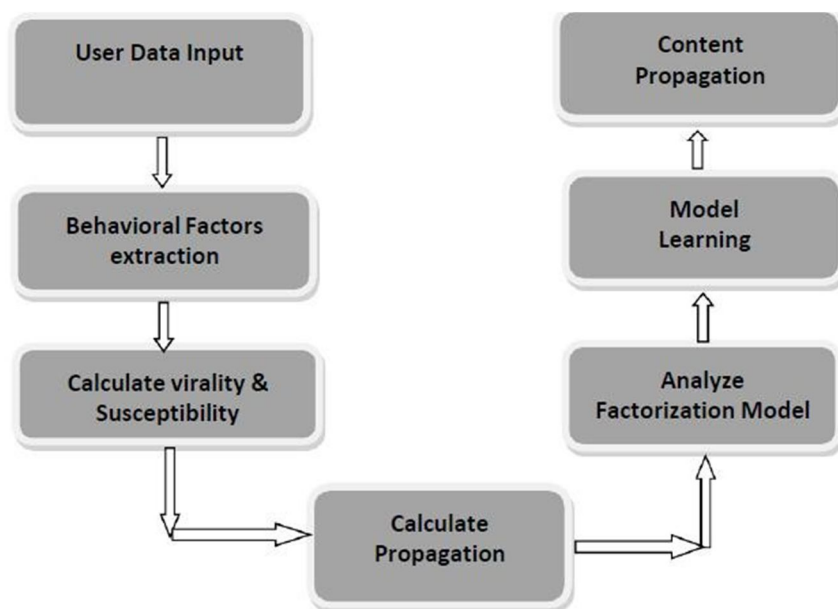 User Data Input
Behavioral Factors
extraction
Calculate virality &
Susceptibility
Calculate
Propagation
Analyze
Factorization Model
Model
Learning
Content
Propagation